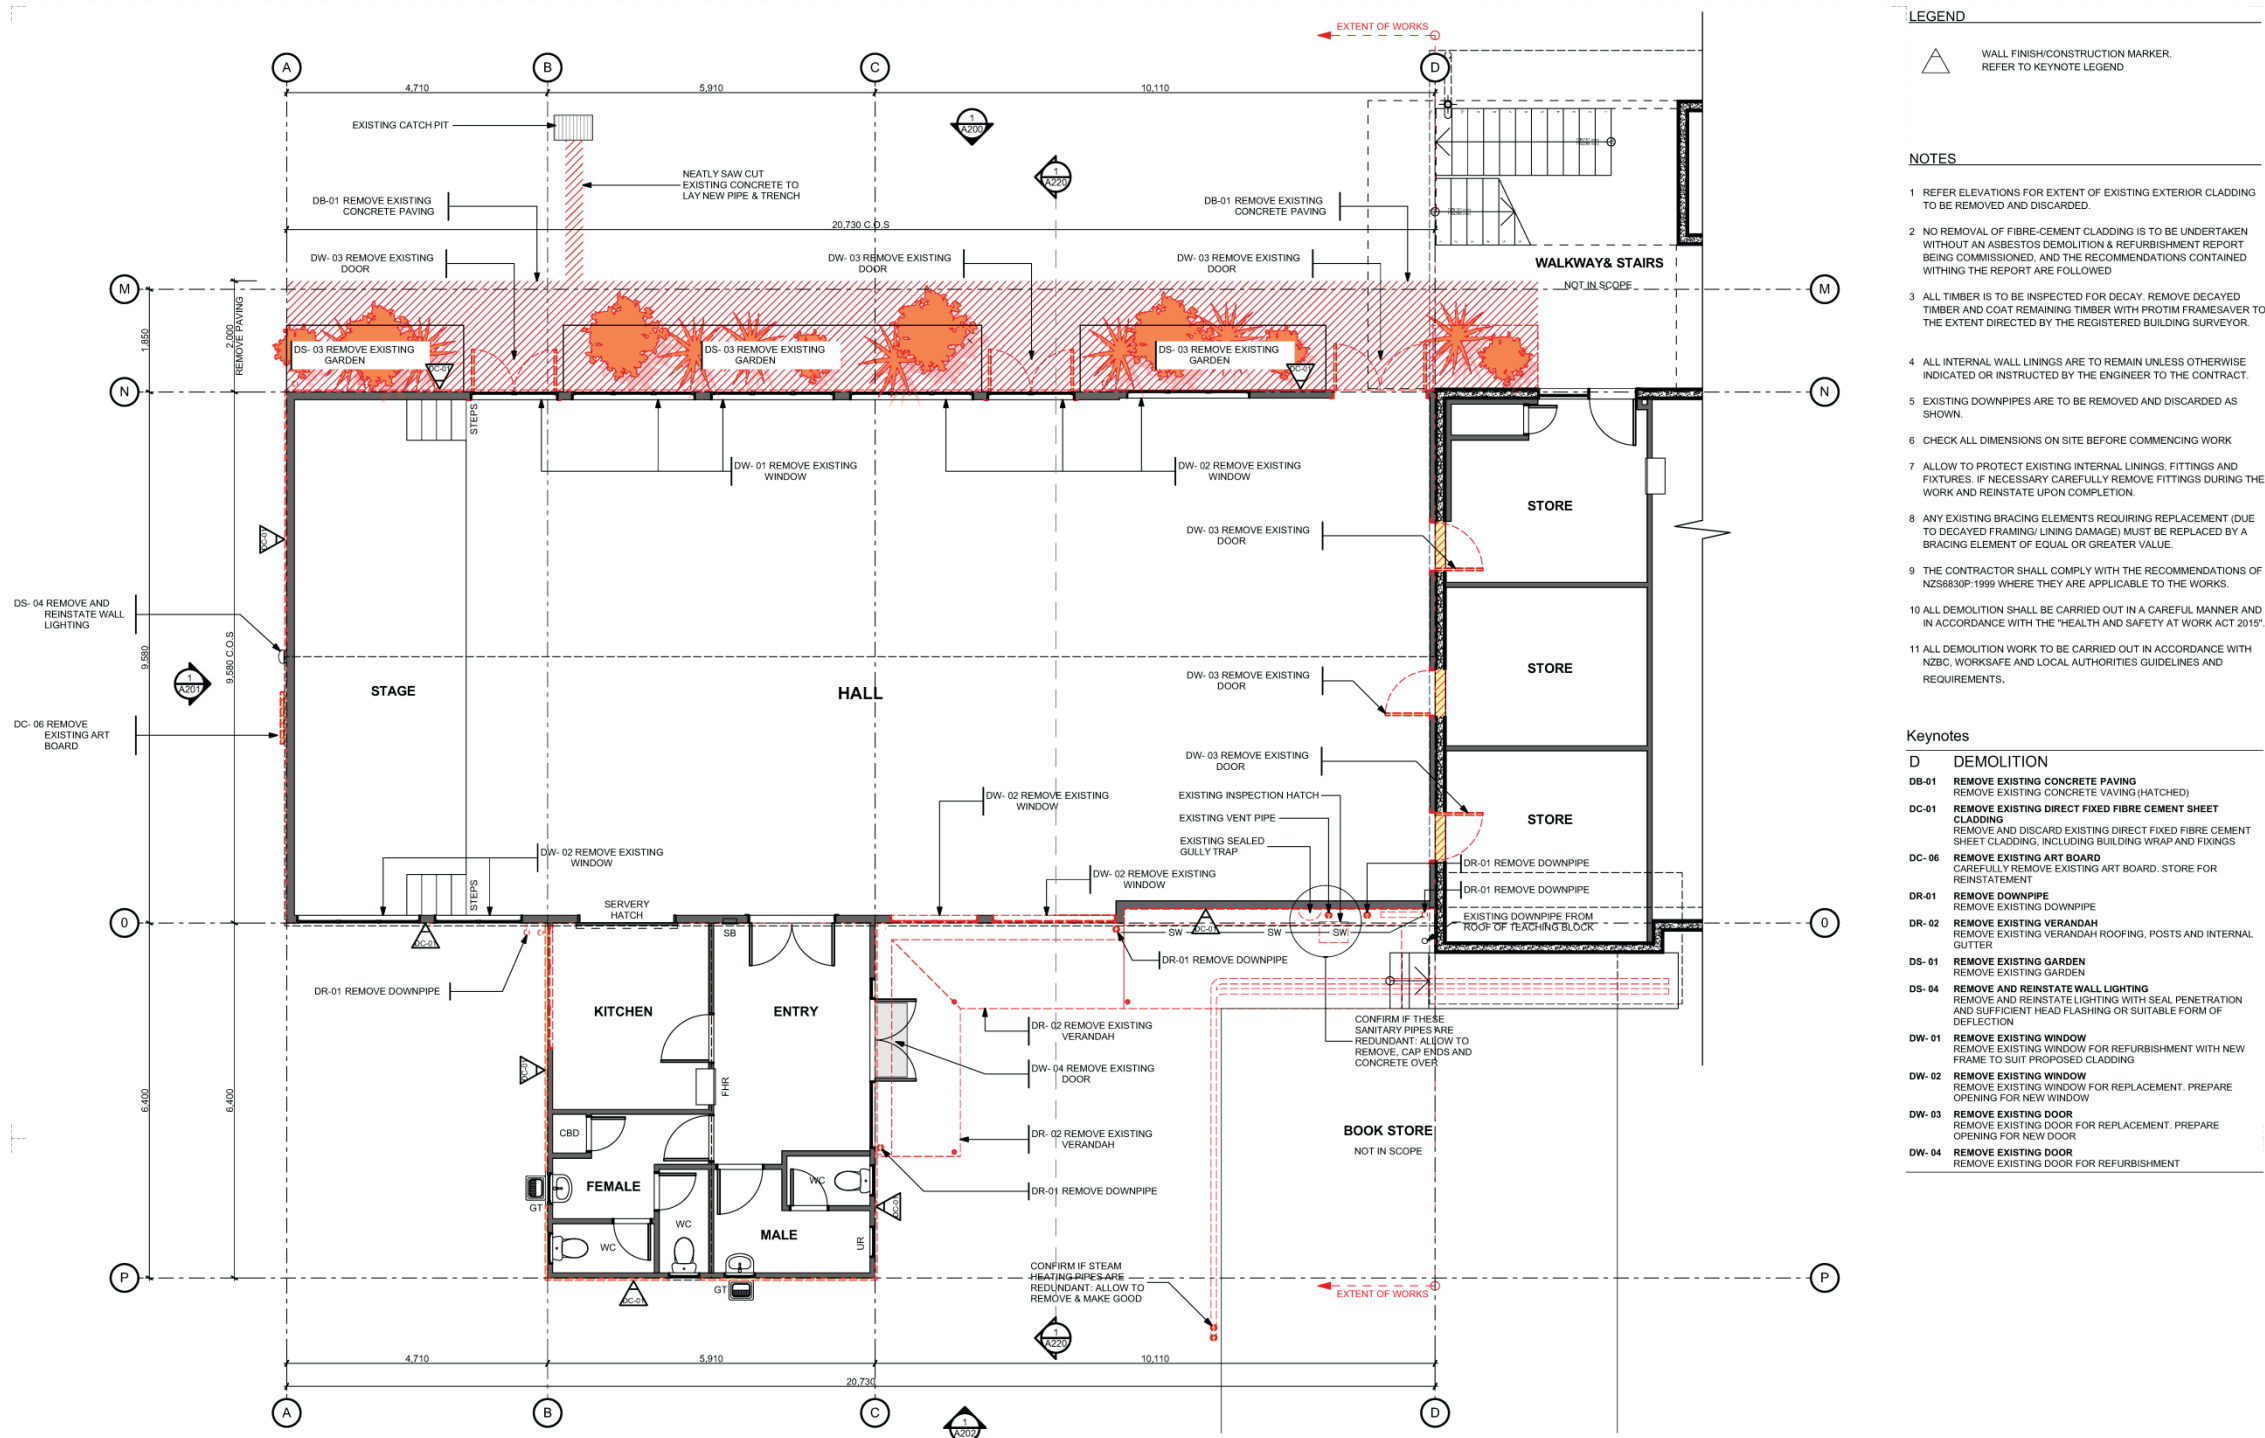 EXTENT OF WORKS
A
B
C
D
4,710
5,910
10,110
EXISTING CATCH PIT
1
A200
NEATLY SAW CUT
EXISTING CONCRETE TO
LAY NEW PIPE & TRENCH
1
A220
DB-01 REMOVE EXISTING
CONCRETE PAVING
DB-01 REMOVE EXISTING
CONCRETE PAVING
20,730 C.O.S
DW- 03 REMOVE EXISTING
DOOR
DW- 03 REMOVE EXISTING
DOOR
DW- 03 REMOVE EXISTING
DOOR
WALKWAY& STAIRS
NOT IN SCOPE
M
M
1,850
2,000
REMOVE PAVING
DS- 03 REMOVE EXISTING
GARDEN
DS- 03 REMOVE EXISTING
GARDEN
DS- 03 REMOVE EXISTING
GARDEN
DC-01
DC-01
N
N
STEPS
DW- 01 REMOVE EXISTING
WINDOW
DW- 02 REMOVE EXISTING
WINDOW
STORE
DW- 03 REMOVE EXISTING
DOOR
DC-01
DS- 04 REMOVE AND
REINSTATE WALL
LIGHTING
9,580
9,580 C.O.S
1
A201
STAGE
HALL
DW- 03 REMOVE EXISTING
DOOR
STORE
DC- 06 REMOVE
EXISTING ART
BOARD
DW- 03 REMOVE EXISTING
DOOR
DW- 02 REMOVE EXISTING
WINDOW
EXISTING INSPECTION HATCH
EXISTING VENT PIPE
EXISTING SEALED
GULLY TRAP
STORE
DW- 02 REMOVE EXISTING
WINDOW
DW- 02 REMOVE EXISTING
WINDOW
DR-01 REMOVE DOWNPIPE
DR-01 REMOVE DOWNPIPE
STEPS
SERVERY
HATCH
EXISTING DOWNPIPE FROM
ROOF OF TEACHING BLOCK
0
0
SB
DC-01
SW
DC-01
SW
SW
DR-01 REMOVE DOWNPIPE
DR-01 REMOVE DOWNPIPE
KITCHEN
ENTRY
DR- 02 REMOVE EXISTING
VERANDAH
CONFIRM IF THESE
SANITARY PIPES ARE
REDUNDANT: ALLOW TO
REMOVE, CAP ENDS AND
CONCRETE OVER
DC-01
FHR
DW- 04 REMOVE EXISTING
DOOR
6,400
6,400
CBD
DR- 02 REMOVE EXISTING
VERANDAH
BOOK STORE
NOT IN SCOPE
FEMALE
WC
GT
WC
WC
MALE
UR
DC-01
DR-01 REMOVE DOWNPIPE
P
P
GT
DC-01
CONFIRM IF STEAM
HEATING PIPES ARE
REDUNDANT: ALLOW TO
REMOVE & MAKE GOOD
EXTENT OF WORKS
1
A220
4,710
5,910
10,110
20,730
A
B
C
D
1
A202
LEGEND
WALL FINISH/CONSTRUCTION MARKER.
REFER TO KEYNOTE LEGEND
NOTES
1 REFER ELEVATIONS FOR EXTENT OF EXISTING EXTERIOR CLADDING
TO BE REMOVED AND DISCARDED.
2 NO REMOVAL OF FIBRE-CEMENT CLADDING IS TO BE UNDERTAKEN
WITHOUT AN ASBESTOS DEMOLITION & REFURBISHMENT REPORT
BEING COMMISSIONED, AND THE RECOMMENDATIONS CONTAINED
WITHING THE REPORT ARE FOLLOWED
3 ALL TIMBER IS TO BE INSPECTED FOR DECAY. REMOVE DECAYED
TIMBER AND COAT REMAINING TIMBER WITH PROTIM FRAMESAVER TO
THE EXTENT DIRECTED BY THE REGISTERED BUILDING SURVEYOR.
4 ALL INTERNAL WALL LININGS ARE TO REMAIN UNLESS OTHERWISE
INDICATED OR INSTRUCTED BY THE ENGINEER TO THE CONTRACT.
5 EXISTING DOWNPIPES ARE TO BE REMOVED AND DISCARDED AS
SHOWN.
6 CHECK ALL DIMENSIONS ON SITE BEFORE COMMENCING WORK
7 ALLOW TO PROTECT EXISTING INTERNAL LININGS, FITTINGS AND
FIXTURES. IF NECESSARY CAREFULLY REMOVE FITTINGS DURING THE
WORK AND REINSTATE UPON COMPLETION.
8 ANY EXISTING BRACING ELEMENTS REQUIRING REPLACEMENT (DUE
TO DECAYED FRAMING/ LINING DAMAGE) MUST BE REPLACED BY A
BRACING ELEMENT OF EQUAL OR GREATER VALUE.
9 THE CONTRACTOR SHALL COMPLY WITH THE RECOMMENDATIONS OF
NZS6830P:1999 WHERE THEY ARE APPLICABLE TO THE WORKS.
10 ALL DEMOLITION SHALL BE CARRIED OUT IN A CAREFUL MANNER AND
IN ACCORDANCE WITH THE "HEALTH AND SAFETY AT WORK ACT 2015".
11 ALL DEMOLITION WORK TO BE CARRIED OUT IN ACCORDANCE WITH
NZBC, WORKSAFE AND LOCAL AUTHORITIES GUIDELINES AND
REQUIREMENTS.
Keynotes
D DEMOLITION
DB-01 REMOVE EXISTING CONCRETE PAVING
REMOVE EXISTING CONCRETE VAVING (HATCHED)
DC-01 REMOVE EXISTING DIRECT FIXED FIBRE CEMENT SHEET
CLADDING
REMOVE AND DISCARD EXISTING DIRECT FIXED FIBRE CEMENT
SHEET CLADDING, INCLUDING BUILDING WRAP AND FIXINGS
DC- 06 REMOVE EXISTING ART BOARD
CAREFULLY REMOVE EXISTING ART BOARD. STORE FOR
REINSTATEMENT
DR-01 REMOVE DOWNPIPE
REMOVE EXISTING DOWNPIPE
DR- 02 REMOVE EXISTING VERANDAH
REMOVE EXISTING VERANDAH ROOFING, POSTS AND INTERNAL
GUTTER
DS- 01 REMOVE EXISTING GARDEN
REMOVE EXISTING GARDEN
DS- 04 REMOVE AND REINSTATE WALL LIGHTING
REMOVE AND REINSTATE LIGHTING WITH SEAL PENETRATION
AND SUFFICIENT HEAD FLASHING OR SUITABLE FORM OF
DEFLECTION
DW- 01 REMOVE EXISTING WINDOW
REMOVE EXISTING WINDOW FOR REFURBISHMENT WITH NEW
FRAME TO SUIT PROPOSED CLADDING
DW- 02 REMOVE EXISTING WINDOW
REMOVE EXISTING WINDOW FOR REPLACEMENT. PREPARE
OPENING FOR NEW WINDOW
DW- 03 REMOVE EXISTING DOOR
REMOVE EXISTING DOOR FOR REPLACEMENT. PREPARE
OPENING FOR NEW DOOR
DW- 04 REMOVE EXISTING DOOR
REMOVE EXISTING DOOR FOR REFURBISHMENT